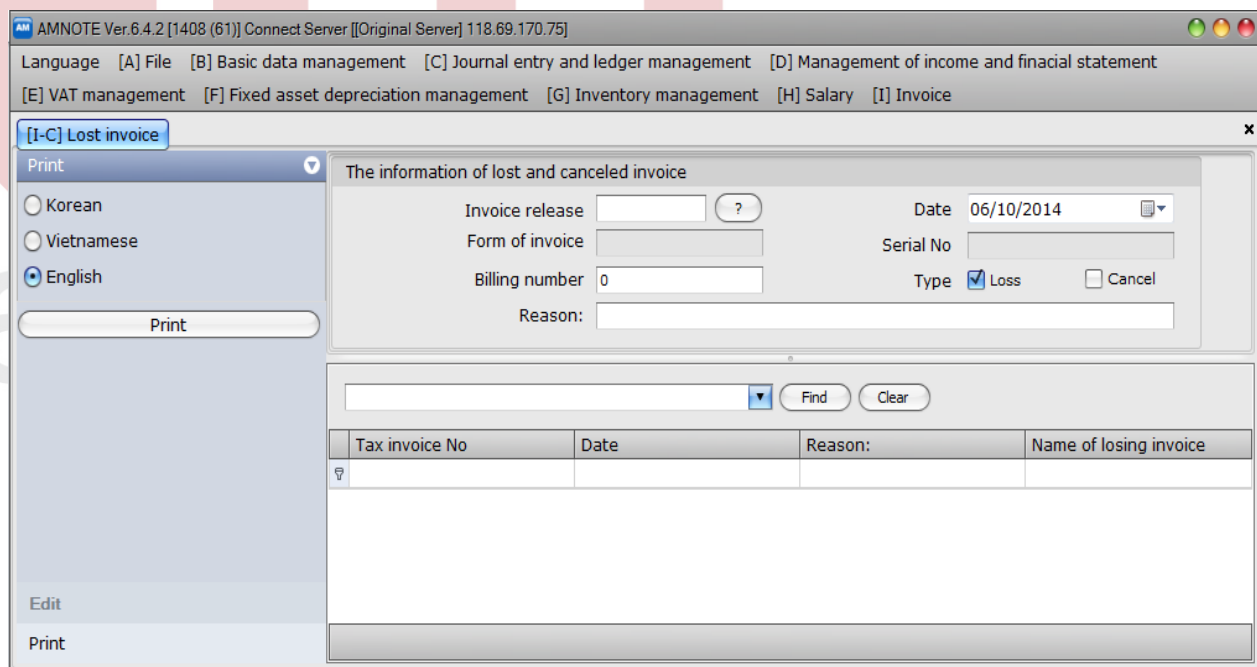 AM AMNOTE Ver.6.4.2 [1408 (61)] Connect Server [[Original Server] 118.69.170.75]
Language [A] File [B] Basic data management [C] Journal entry and ledger management [D] Management of income and finacial statement
[E] VAT management [F] Fixed asset depreciation management [G] Inventory management [H] Salary [I] Invoice
[I-C] Lost invoice x
Print
Korean
Vietnamese
English
Print
The information of lost and canceled invoice
Invoice release ? Date 06/10/2014
Form of invoice Serial No
Billing number 0 Type Loss Cancel
Reason:
Find Clear
Tax invoice No Date Reason: Name of losing invoice
Edit
Print